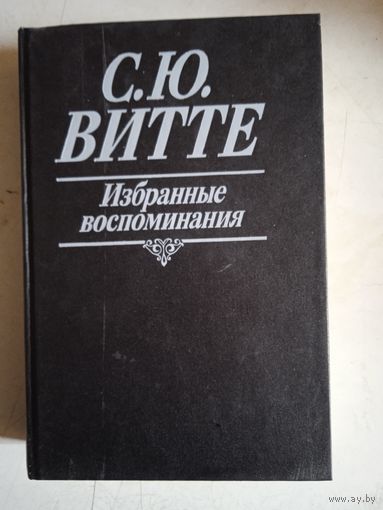 С.Ю.
ВИТТЕ
Избранные
воспоминания
www.ay.by